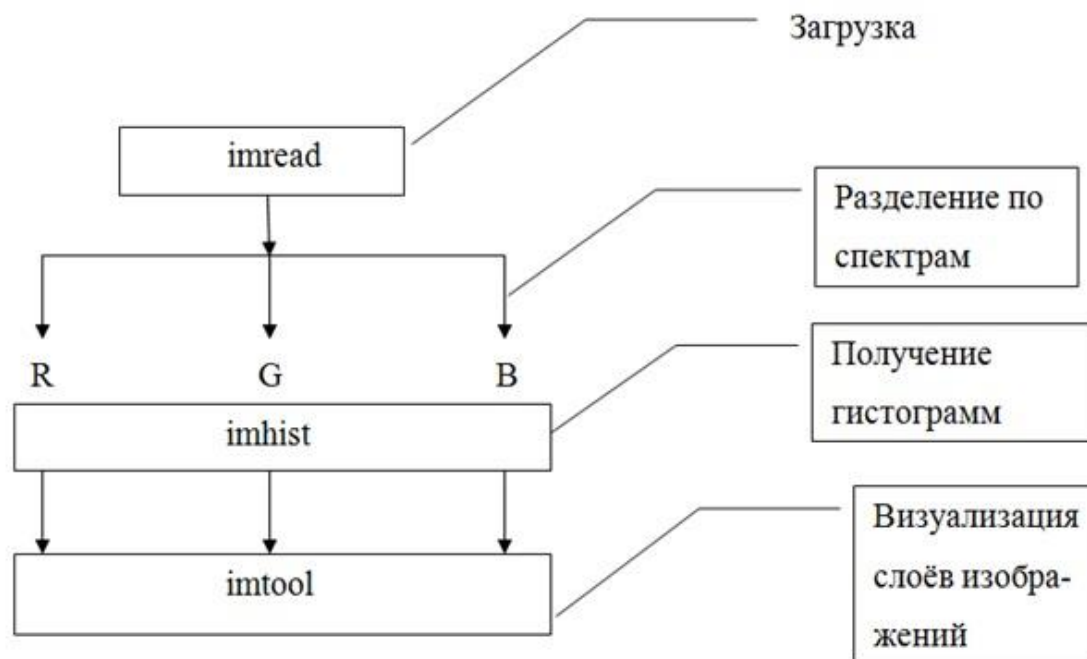 Загрузка
imread
Разделение по
спектрам
R G B
Получение
гистограмм
imhist
Визуализация
слоёв изобра-
жений
imtool